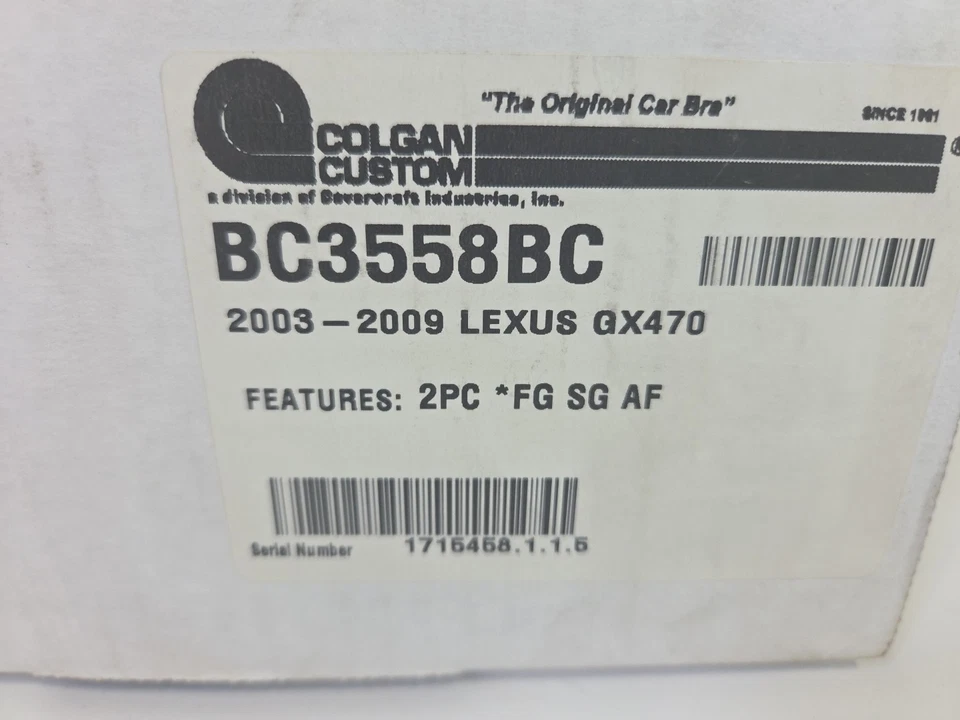 "The Original Car Bra"
SINCE 1961
COLGAN
CUSTOM
a division of Covercraft Industries, Inc.
BC3558BC
2003-2009 LEXUS GX470
FEATURES: 2PC *FG SG AF
Serial Number 1715458.1.1.5